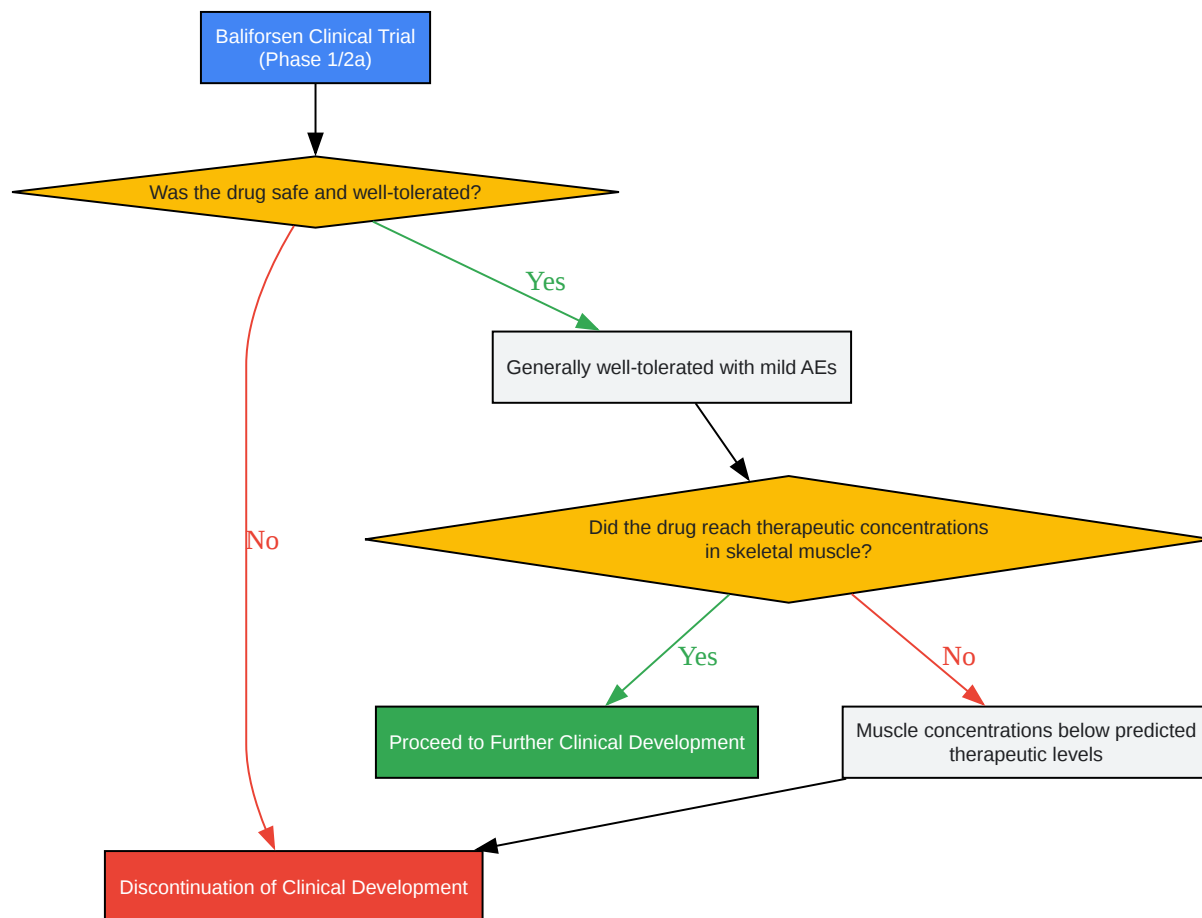 Baliforsen Clinical Trial
(Phase 1/2a)
Was the drug safe and well-tolerated?
Yes
Generally well-tolerated with mild AEs
Did the drug reach therapeutic concentrations
in skeletal muscle?
No
Yes
No
Proceed to Further Clinical Development
Muscle concentrations below predicted
therapeutic levels
Discontinuation of Clinical Development